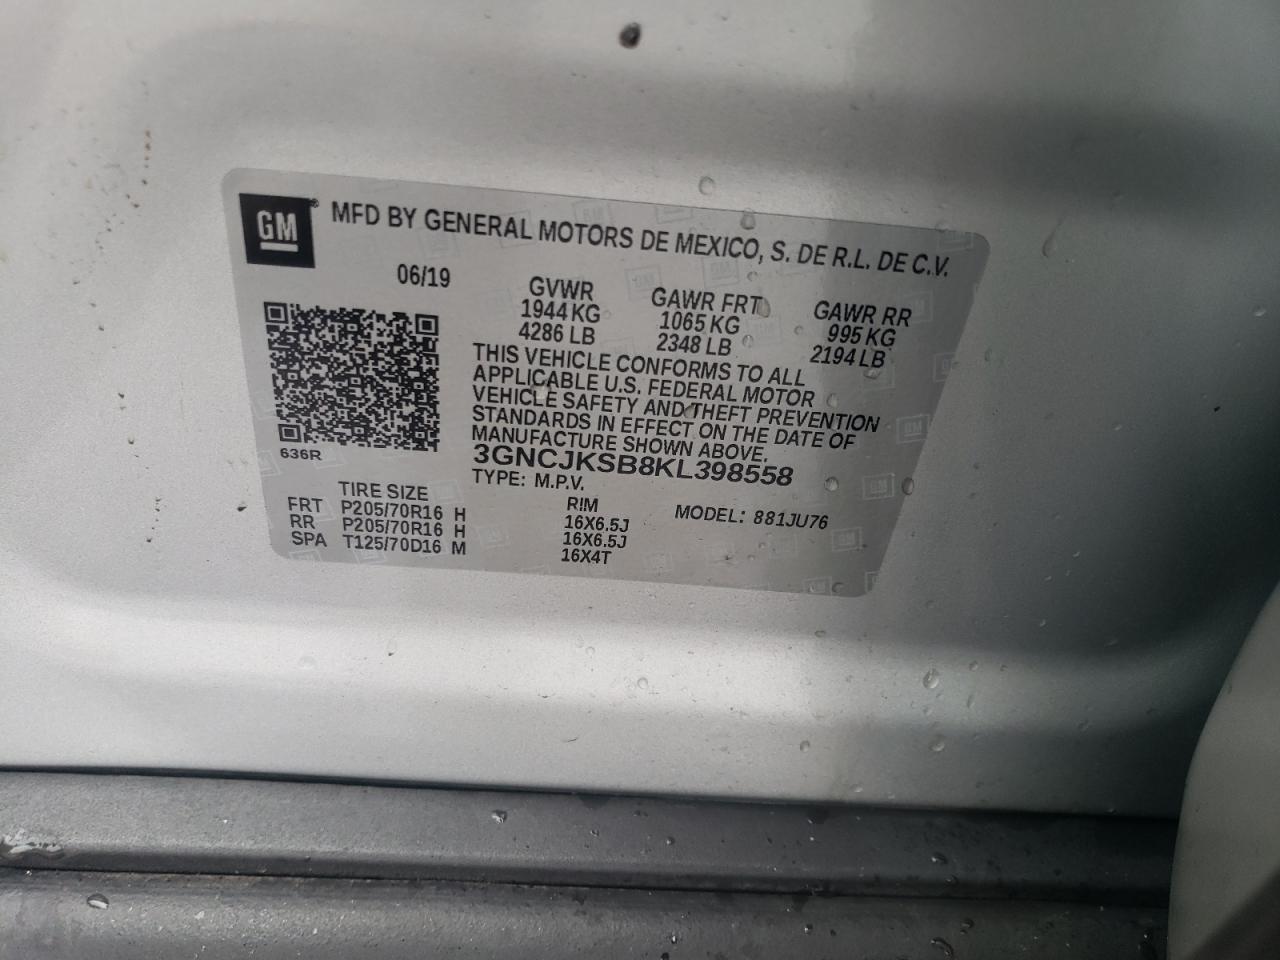 GM® MFD BY GENERAL MOTORS DE MEXICO, S. DE R.L. DE C.V.
06/19
GVWR GAWR FRT GAWR RR
1944 KG 1065 KG 995 KG
4286 LB 2348 LB 2194 LB
THIS VEHICLE CONFORMS TO ALL
APPLICABLE U.S. FEDERAL MOTOR
VEHICLE SAFETY AND THEFT PREVENTION
STANDARDS IN EFFECT ON THE DATE OF
MANUFACTURE SHOWN ABOVE.
636R
3GNCJKSB8KL398558
TYPE: M.P.V.
TIRE SIZE RIM MODEL: 881JU76
FRT P205/70R16 H 16X6.5J
RR P205/70R16 H 16X6.5J
SPA T125/70D16 M 16X4T